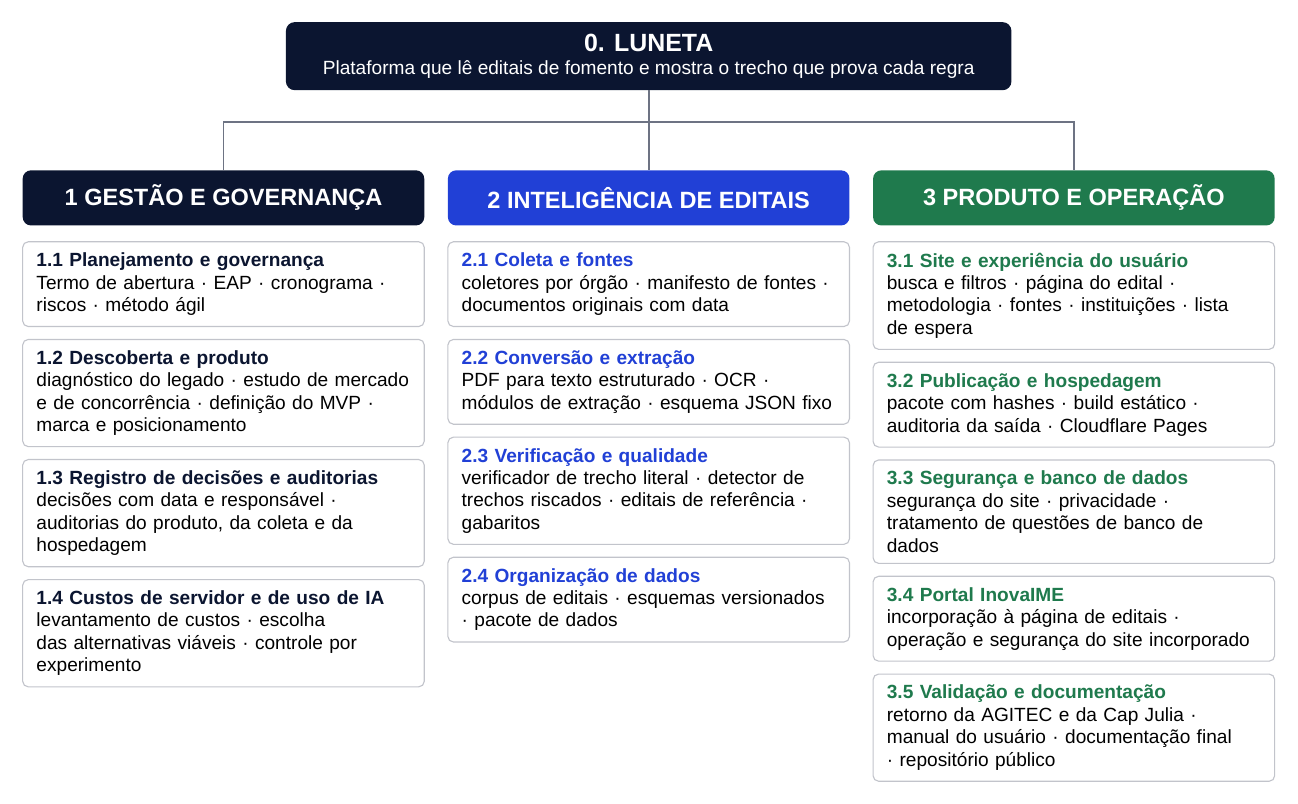 0. LUNETA
Plataforma que lê editais de fomento e mostra o trecho que prova cada regra
1 GESTÃO E GOVERNANÇA
1.1 Planejamento e governança
Termo de abertura · EAP · cronograma ·
riscos · método ágil
1.2 Descoberta e produto
diagnóstico do legado · estudo de mercado
e de concorrência · definição do MVP ·
marca e posicionamento
1.3 Registro de decisões e auditorias
decisões com data e responsável ·
auditorias do produto, da coleta e da
hospedagem
1.4 Custos de servidor e de uso de IA
levantamento de custos · escolha
das alternativas viáveis · controle por
experimento
2 INTELIGÊNCIA DE EDITAIS
2.1 Coleta e fontes
coletores por órgão · manifesto de fontes ·
documentos originais com data
2.2 Conversão e extração
PDF para texto estruturado · OCR ·
módulos de extração · esquema JSON fixo
2.3 Verificação e qualidade
verificador de trecho literal · detector de
trechos riscados · editais de referência ·
gabaritos
2.4 Organização de dados
corpus de editais · esquemas versionados
· pacote de dados
3 PRODUTO E OPERAÇÃO
3.1 Site e experiência do usuário
busca e filtros · página do edital ·
metodologia · fontes · instituições · lista
de espera
3.2 Publicação e hospedagem
pacote com hashes · build estático ·
auditoria da saída · Cloudflare Pages
3.3 Segurança e banco de dados
segurança do site · privacidade ·
tratamento de questões de banco de
dados
3.4 Portal InovaIME
incorporação à página de editais ·
operação e segurança do site incorporado
3.5 Validação e documentação
retorno da AGITEC e da Cap Julia ·
manual do usuário · documentação final
· repositório público